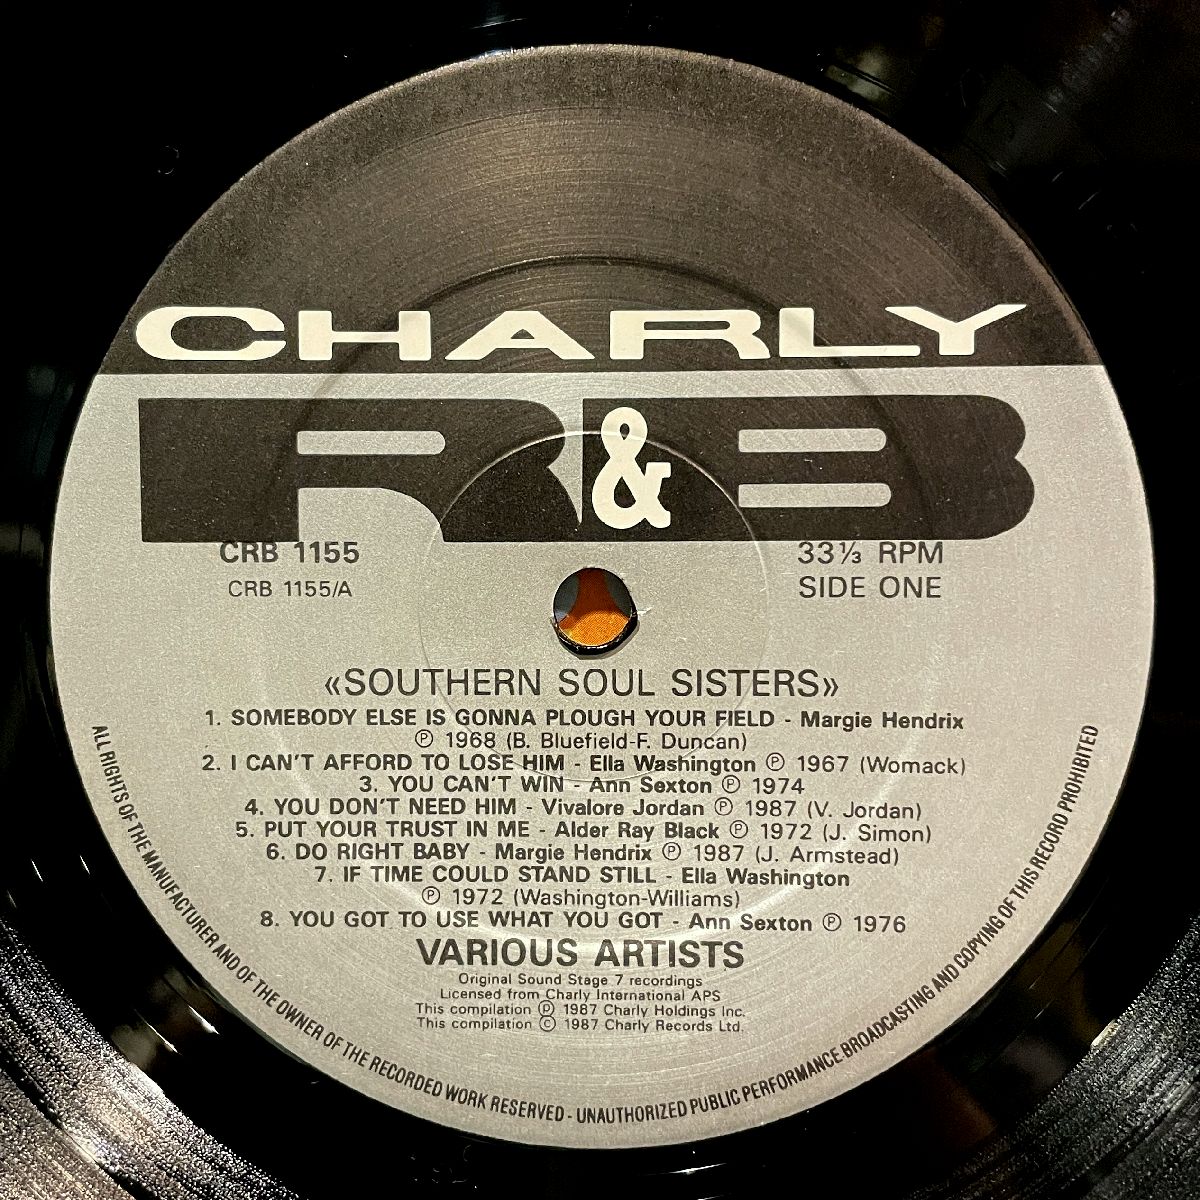 CHARLY
R&B
CRB 1155
33⅓ RPM
CRB 1155/A
SIDE ONE
«SOUTHERN SOUL SISTERS»
1. SOMEBODY ELSE IS GONNA PLOUGH YOUR FIELD - Margie Hendrix
℗ 1968 (B. Bluefield-F. Duncan)
2. I CAN'T AFFORD TO LOSE HIM - Ella Washington ℗ 1967 (Womack)
3. YOU CAN'T WIN - Ann Sexton ℗ 1974
4. YOU DON'T NEED HIM - Vivalore Jordan ℗ 1987 (V. Jordan)
5. PUT YOUR TRUST IN ME - Alder Ray Black ℗ 1972 (J. Simon)
6. DO RIGHT BABY - Margie Hendrix ℗ 1987 (J. Armstead)
7. IF TIME COULD STAND STILL - Ella Washington
℗ 1972 (Washington-Williams)
8. YOU GOT TO USE WHAT YOU GOT - Ann Sexton ℗ 1976
VARIOUS ARTISTS
Original Sound Stage 7 recordings
Licensed from Charly International APS
This compilation ℗ 1987 Charly Holdings Inc.
This compilation © 1987 Charly Records Ltd.
ALL RIGHTS OF THE MANUFACTURER AND OF THE OWNER OF THE RECORDED WORK RESERVED - UNAUTHORIZED PUBLIC PERFORMANCE BROADCASTING AND COPYING OF THIS RECORD PROHIBITED